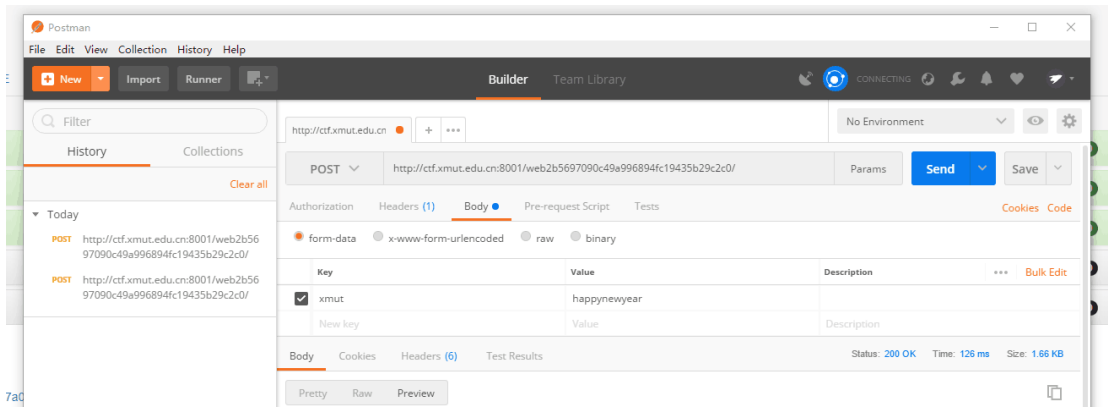 Postman
File Edit View Collection History Help
New Import Runner Builder Team Library CONNECTING
Filter
History Collections
Clear all
Today
POST http://ctf.xmut.edu.cn:8001/web2b56
97090c49a996894fc19435b29c2c0/
POST http://ctf.xmut.edu.cn:8001/web2b56
97090c49a996894fc19435b29c2c0/
http://ctf.xmut.edu.cn + ••• No Environment
POST http://ctf.xmut.edu.cn:8001/web2b5697090c49a996894fc19435b29c2c0/ Params Send Save
Authorization Headers (1) Body Pre-request Script Tests Cookies Code
form-data x-www-form-urlencoded raw binary
Key Value Description ••• Bulk Edit
xmut happynewyear
New key Value Description
Body Cookies Headers (6) Test Results Status: 200 OK Time: 126 ms Size: 1.66 KB
Pretty Raw Preview
7a0